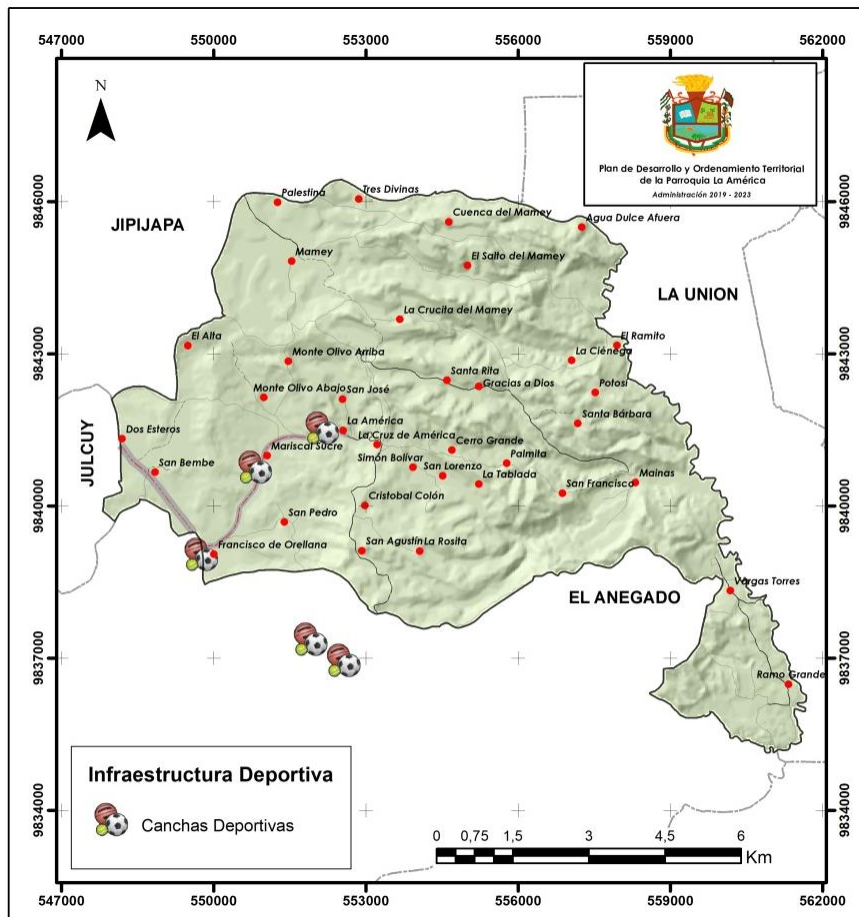 547000 550000 553000 556000 559000 562000
N
Plan de Desarrollo y Ordenamiento Territorial
de la Parroquia La América
Administración 2019 - 2023
9846000 9846000
Palestina
Tres Divinas
Cuenca del Mamey
Agua Dulce Afuera
JIPIJAPA
Mamey
El Salto del Mamey
LA UNION
La Crucita del Mamey
9843000 9843000
El Alta
El Ramito
Monte Olivo Arriba
La Ciénega
Santa Rita
Gracias a Dios
Potosí
Monte Olivo Abajo
San José
Santa Bárbara
Dos Esteros
La América
La Cruz de América
Cerro Grande
JULCUY
Mariscal Sucre
Simón Bolívar
San Lorenzo
Palmita
San Bembe
La Tablada
San Francisco
Mainas
9840000 9840000
Cristobal Colón
San Pedro
Francisco de Orellana
San Agustín
La Rosita
EL ANEGADO
Vargas Torres
9837000 9837000
Ramo Grande
Infraestructura Deportiva
Canchas Deportivas
9834000 9834000
0 0,75 1,5 3 4,5 6
Km
547000 550000 553000 556000 559000 562000